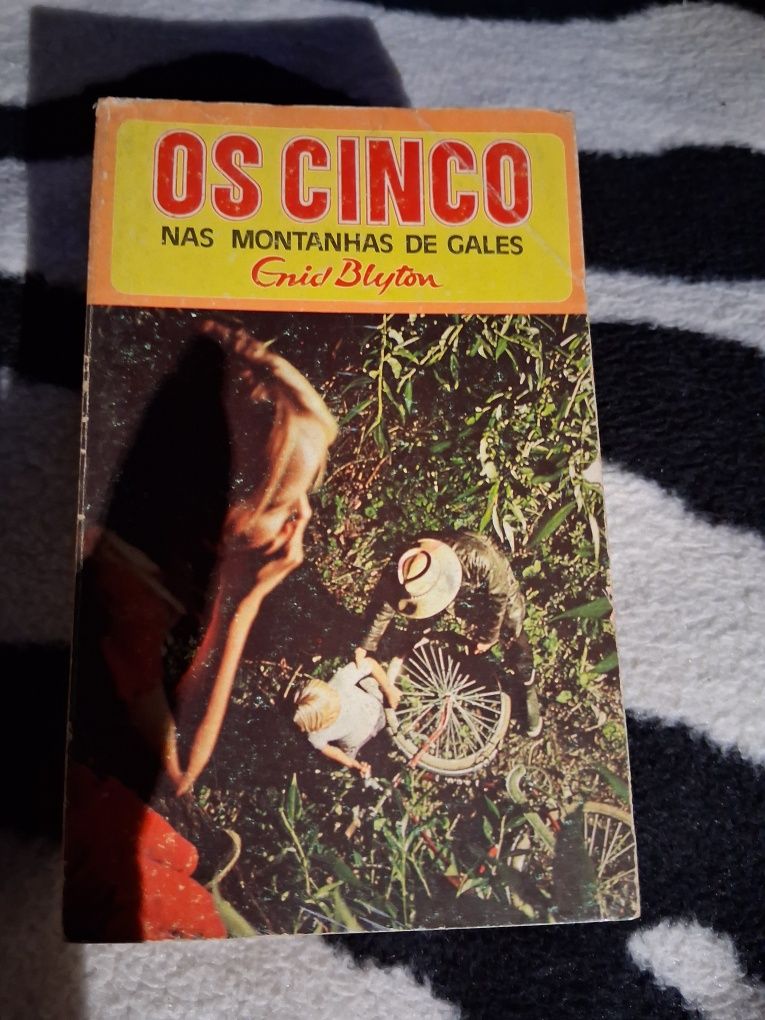 OS CINCO
NAS MONTANHAS DE GALES
Enid Blyton